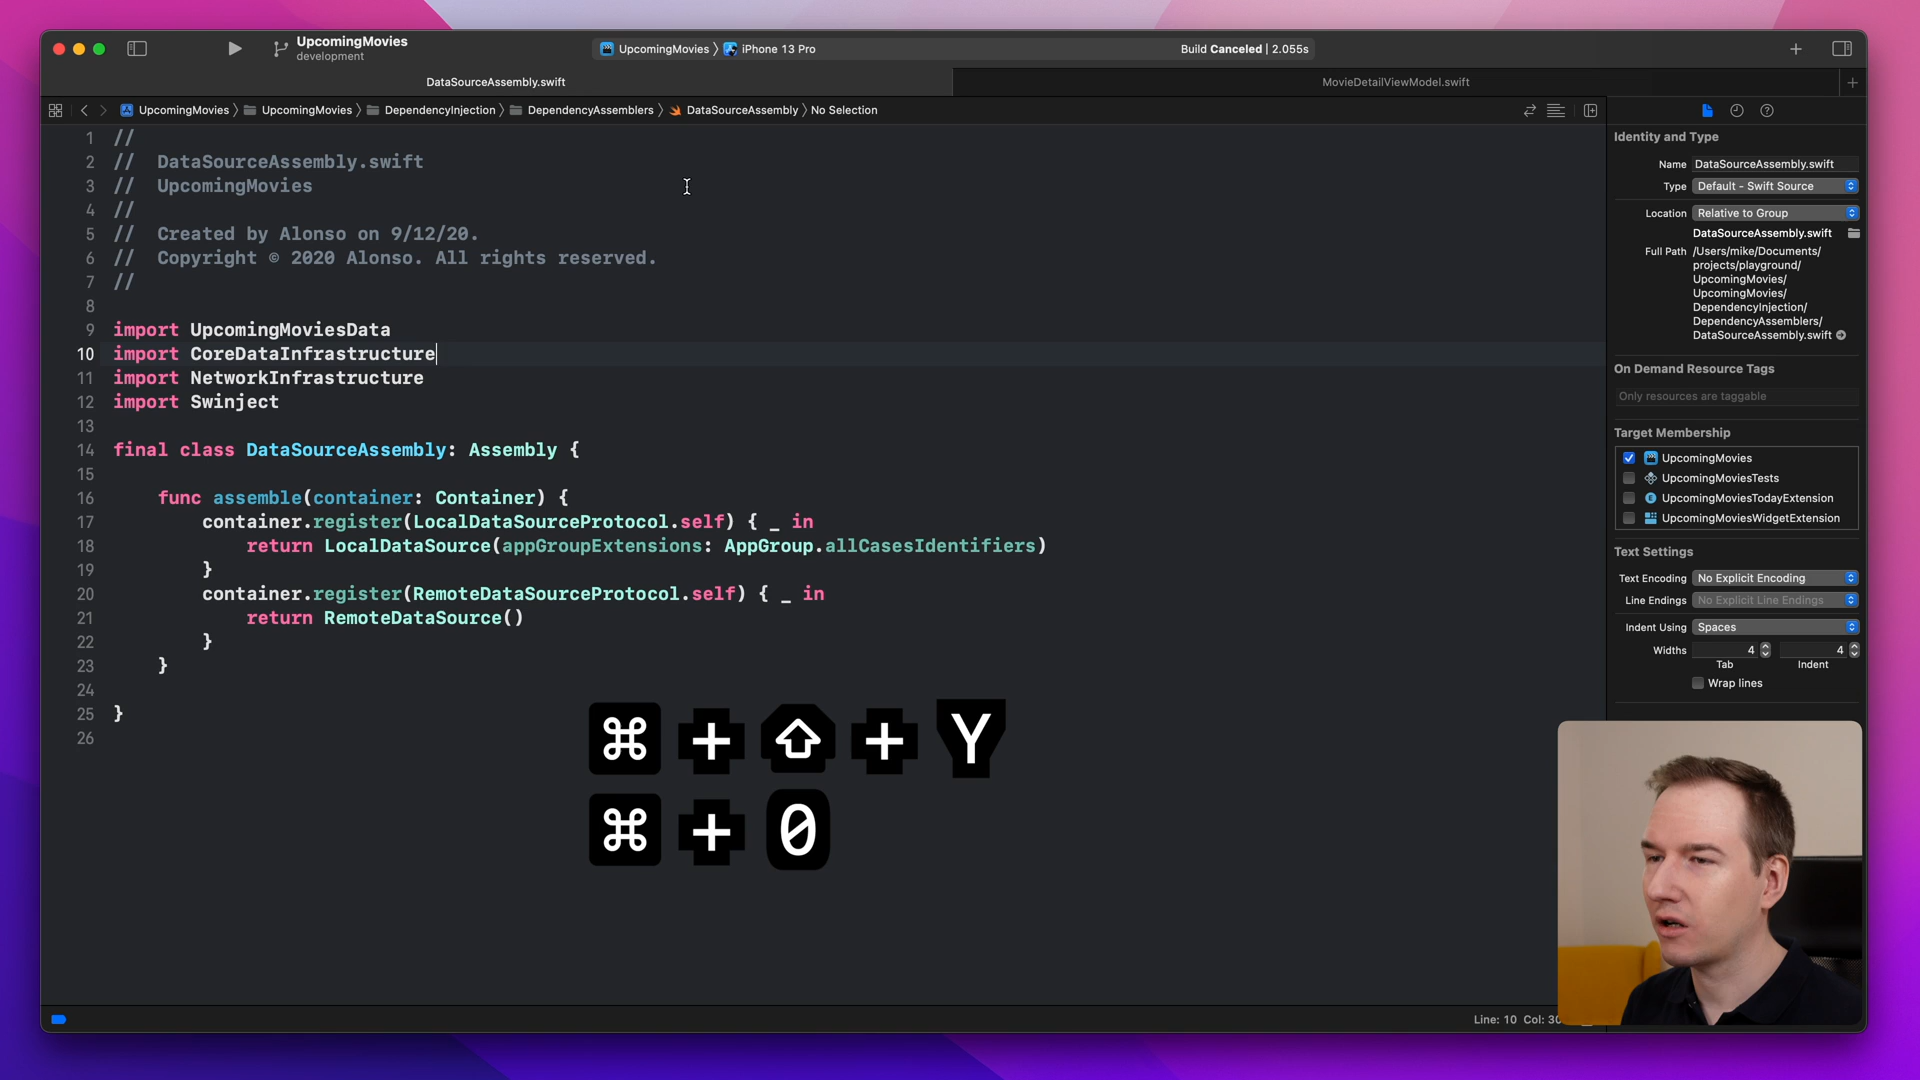 UpcomingMovies
development
UpcomingMovies 〉 iPhone 13 Pro
Build Canceled | 2.055s
DataSourceAssembly.swift
MovieDetailViewModel.swift
UpcomingMovies 〉 UpcomingMovies 〉 DependencyInjection 〉 DependencyAssemblers 〉 DataSourceAssembly 〉 No Selection
1 //
2 //  DataSourceAssembly.swift
3 //  UpcomingMovies
4 //
5 //  Created by Alonso on 9/12/20.
6 //  Copyright © 2020 Alonso. All rights reserved.
7 //
8
9 import UpcomingMoviesData
10 import CoreDataInfrastructure
11 import NetworkInfrastructure
12 import Swinject
13
14 final class DataSourceAssembly: Assembly {
15
16     func assemble(container: Container) {
17         container.register(LocalDataSourceProtocol.self) { _ in
18             return LocalDataSource(appGroupExtensions: AppGroup.allCasesIdentifiers)
19         }
20         container.register(RemoteDataSourceProtocol.self) { _ in
21             return RemoteDataSource()
22         }
23     }
24
25 }
26
⌘ + ⇧ + Y
⌘ + 0
Identity and Type
Name DataSourceAssembly.swift
Type Default - Swift Source
Location Relative to Group
DataSourceAssembly.swift
Full Path /Users/mike/Documents/
projects/playground/
UpcomingMovies/
UpcomingMovies/
DependencyInjection/
DependencyAssemblers/
DataSourceAssembly.swift
On Demand Resource Tags
Only resources are taggable
Target Membership
UpcomingMovies
UpcomingMoviesTests
UpcomingMoviesTodayExtension
UpcomingMoviesWidgetExtension
Text Settings
Text Encoding No Explicit Encoding
Line Endings No Explicit Line Endings
Indent Using Spaces
Widths 4 4
Tab Indent
Wrap lines
Line: 10 Col: 30